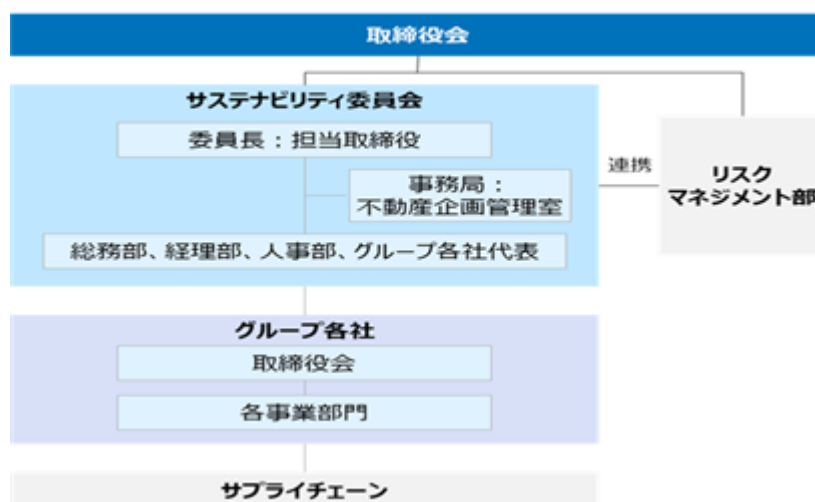 取締役会
サステナビリティ委員会
委員長：担当取締役
事務局：
不動産企画管理室
総務部、経理部、人事部、グループ各社代表
連携
リスク
マネジメント部
グループ各社
取締役会
各事業部門
サプライチェーン